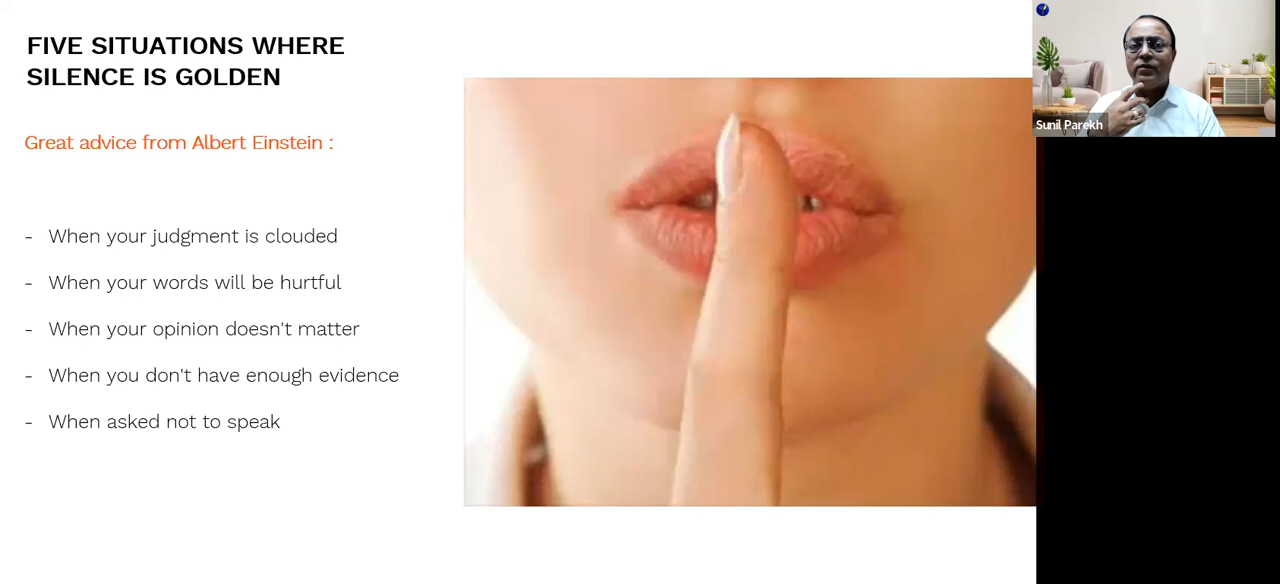 FIVE SITUATIONS WHERE
SILENCE IS GOLDEN
Great advice from Albert Einstein :
- When your judgment is clouded
- When your words will be hurtful
- When your opinion doesn't matter
- When you don't have enough evidence
- When asked not to speak
Sunil Parekh